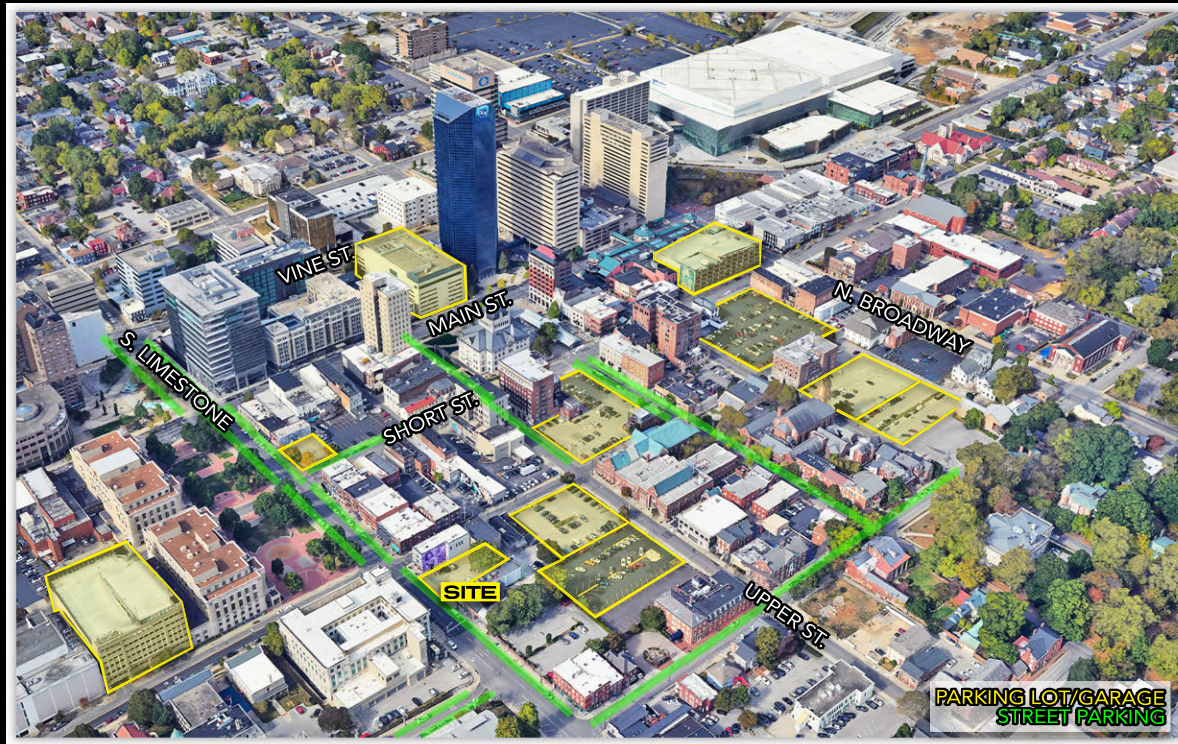 VINE ST.
MAIN ST.
N. BROADWAY
S. LIMESTONE
SHORT ST.
SITE
UPPER ST.
PARKING LOT/GARAGE
STREET PARKING